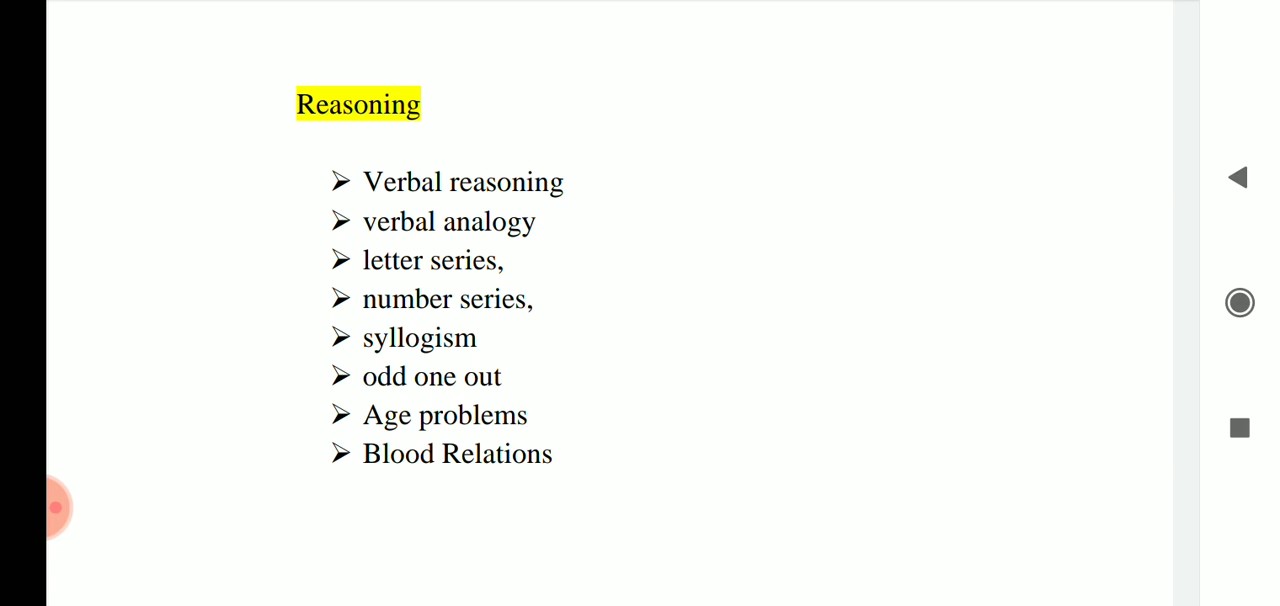 Reasoning
Verbal reasoning
verbal analogy
letter series,
number series,
syllogism
odd one out
Age problems
Blood Relations